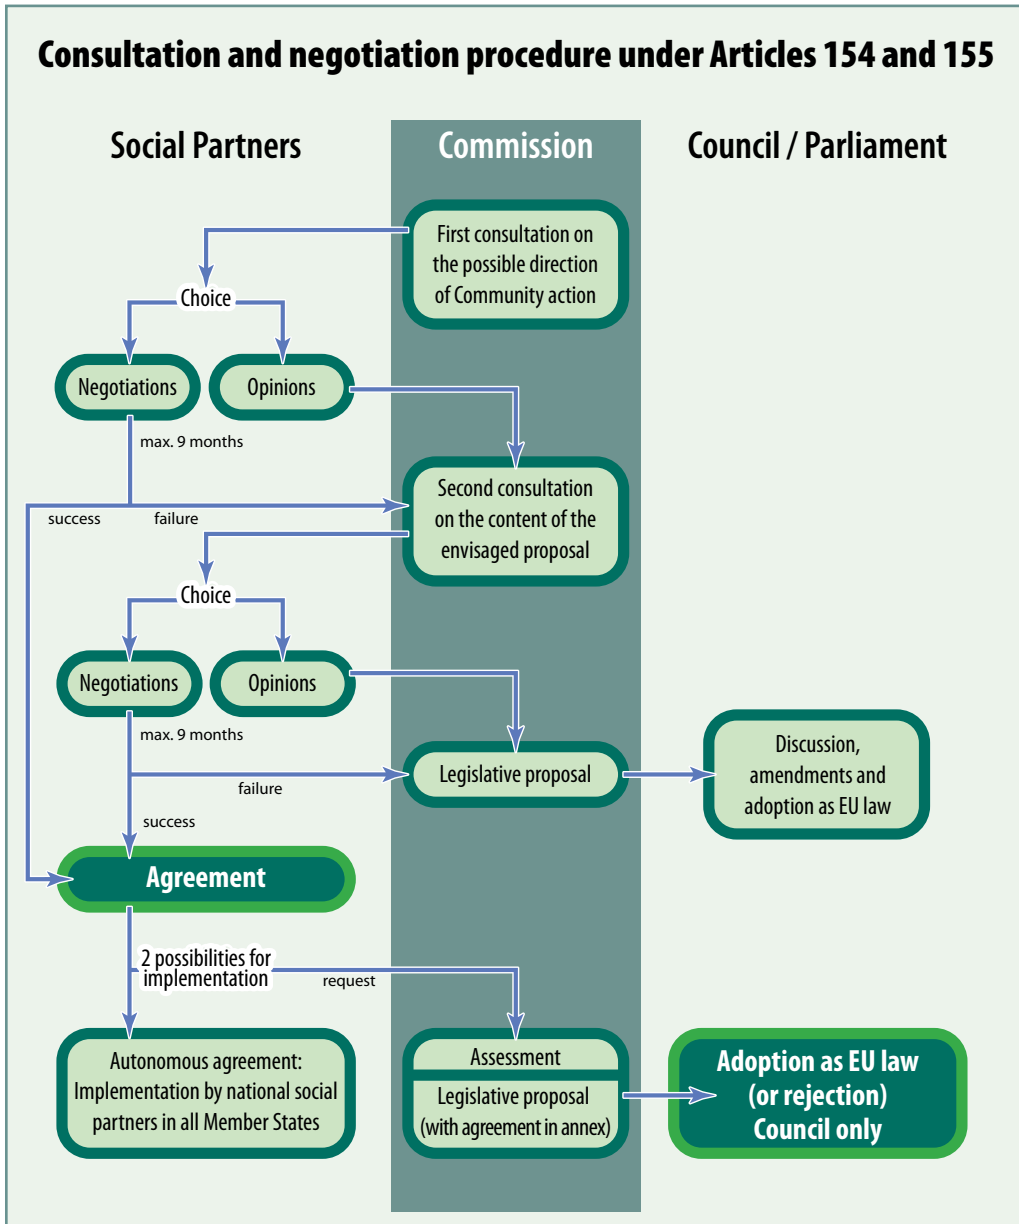 Consultation and negotiation procedure under Articles 154 and 155
Social Partners
Commission
Council / Parliament
First consultation on
the possible direction
of Community action
Choice
Negotiations
Opinions
max. 9 months
Second consultation
on the content of the
envisaged proposal
success
failure
Choice
Negotiations
Opinions
max. 9 months
Legislative proposal
Discussion,
amendments and
adoption as EU law
failure
success
Agreement
2 possibilities for
implementation
request
Autonomous agreement:
Implementation by national social
partners in all Member States
Assessment
Legislative proposal
(with agreement in annex)
Adoption as EU law
(or rejection)
Council only